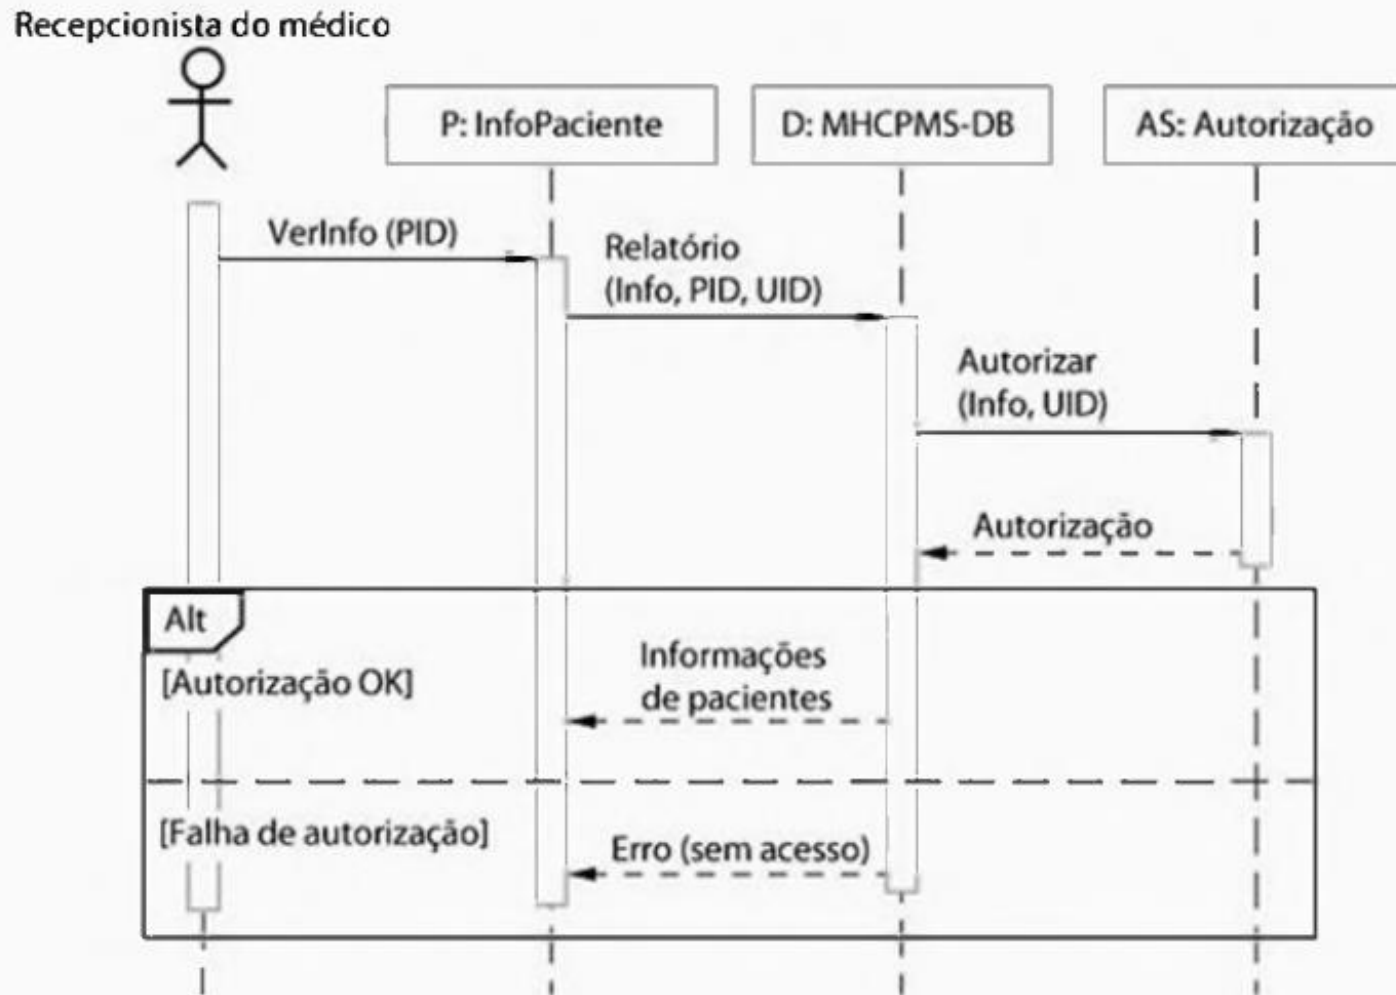 Recepcionista do médico
P: InfoPaciente
D: MHCPMS-DB
AS: Autorização
VerInfo (PID)
Relatório
(Info, PID, UID)
Autorizar
(Info, UID)
Autorização
Alt
[Autorização OK]
Informações
de pacientes
[Falha de autorização]
Erro (sem acesso)